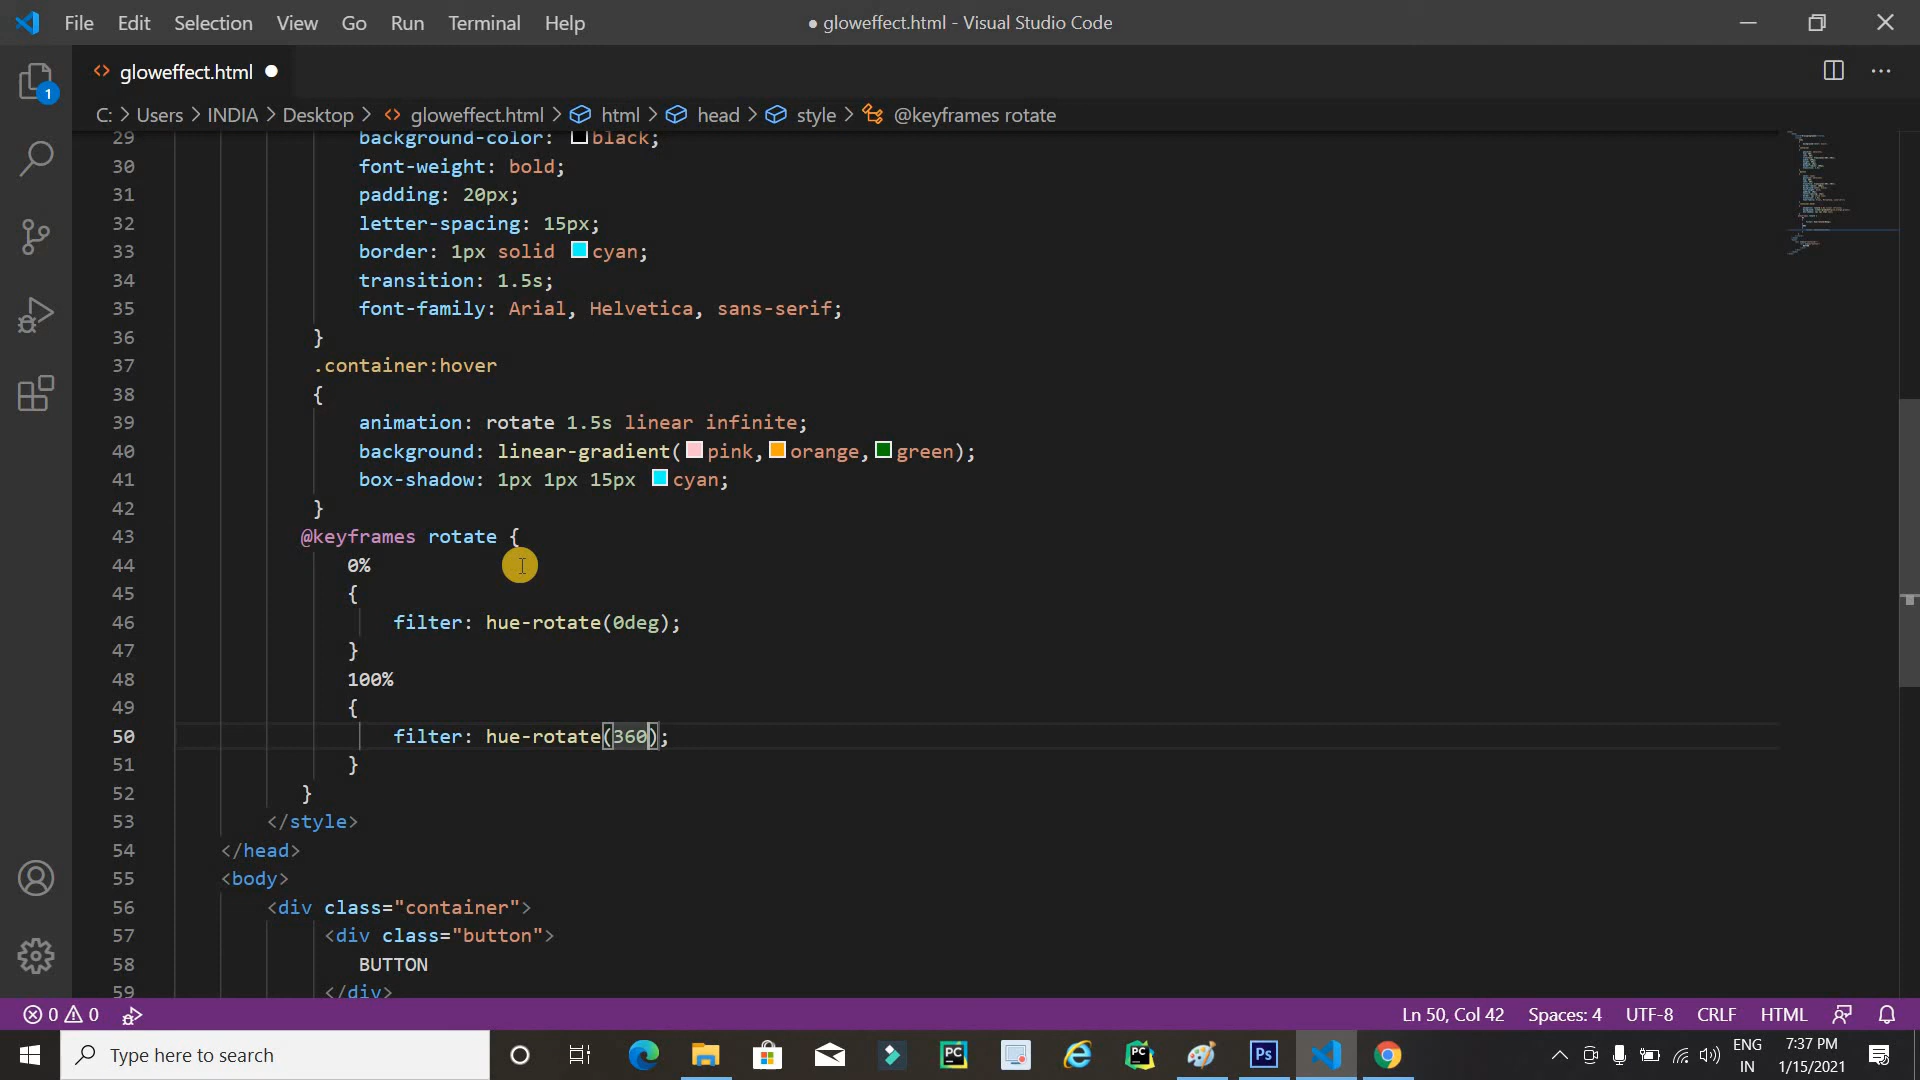 File Edit Selection View Go Run Terminal Help ● gloweffect.html - Visual Studio Code
1
gloweffect.html ●
C: > Users > INDIA > Desktop > gloweffect.html > html > head > style > @keyframes rotate
29 background-color: black;
30 font-weight: bold;
31 padding: 20px;
32 letter-spacing: 15px;
33 border: 1px solid cyan;
34 transition: 1.5s;
35 font-family: Arial, Helvetica, sans-serif;
36 }
37 .container:hover
38 {
39 animation: rotate 1.5s linear infinite;
40 background: linear-gradient(pink,orange,green);
41 box-shadow: 1px 1px 15px cyan;
42 }
43 @keyframes rotate {
44 0%
45 {
46 filter: hue-rotate(0deg);
47 }
48 100%
49 {
50 filter: hue-rotate(360);
51 }
52 }
53 </style>
54 </head>
55 <body>
56 <div class="container">
57 <div class="button">
58 BUTTON
59 </div>
0 0 Ln 50, Col 42 Spaces: 4 UTF-8 CRLF HTML
Type here to search PC PC Ps ENG IN 7:37 PM 1/15/2021